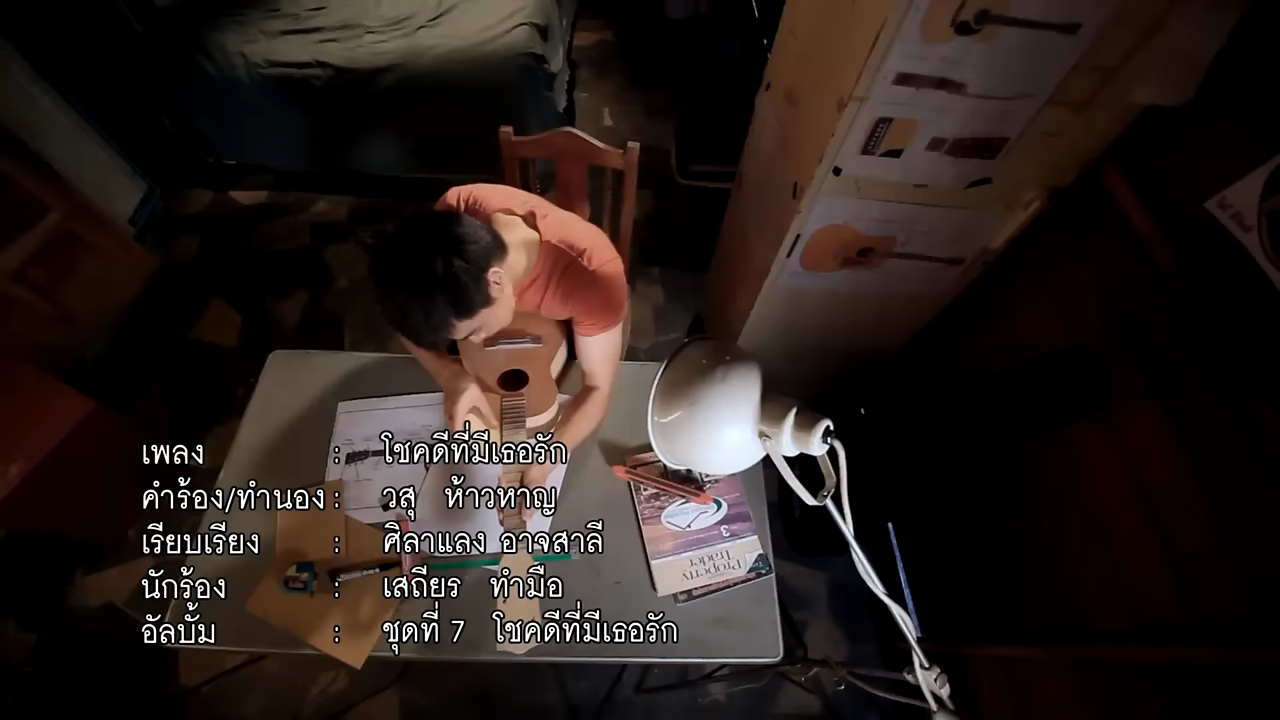 เพลง : โชคดีที่มีเธอรัก
คำร้อง/ทำนอง : วสุ ห้าวหาญ
เรียบเรียง : ศิลาแลง อาจสาลี
นักร้อง : เสถียร ทำมือ
อัลบั้ม : ชุดที่ 7 โชคดีที่มีเธอรัก
3
Property
Trader